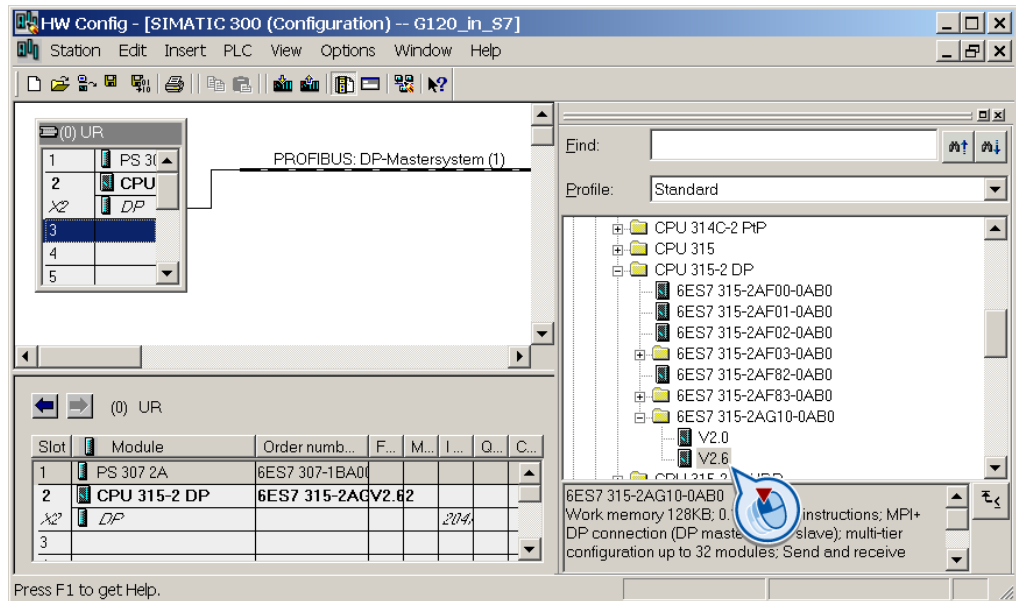 HW Config - [SIMATIC 300 (Configuration) -- G120_in_S7]
Station Edit Insert PLC View Options Window Help
(0) UR
1 PS 30
2 CPU
X2 DP
3
4
5
PROFIBUS: DP-Mastersystem (1)
Find:
Profile: Standard
CPU 314C-2 PtP
CPU 315
CPU 315-2 DP
6ES7 315-2AF00-0AB0
6ES7 315-2AF01-0AB0
6ES7 315-2AF02-0AB0
6ES7 315-2AF03-0AB0
6ES7 315-2AF82-0AB0
6ES7 315-2AF83-0AB0
6ES7 315-2AG10-0AB0
V2.0
V2.6
(0) UR
Slot Module Order numb... F... M... I... Q... C...
1 PS 307 2A 6ES7 307-1BA00
2 CPU 315-2 DP 6ES7 315-2AG V2.6 2
X2 DP 204
3
6ES7 315-2AG10-0AB0
Work memory 128KB; 0. instructions; MPI+
DP connection (DP maste slave); multi-tier
configuration up to 32 modules; Send and receive
Press F1 to get Help.